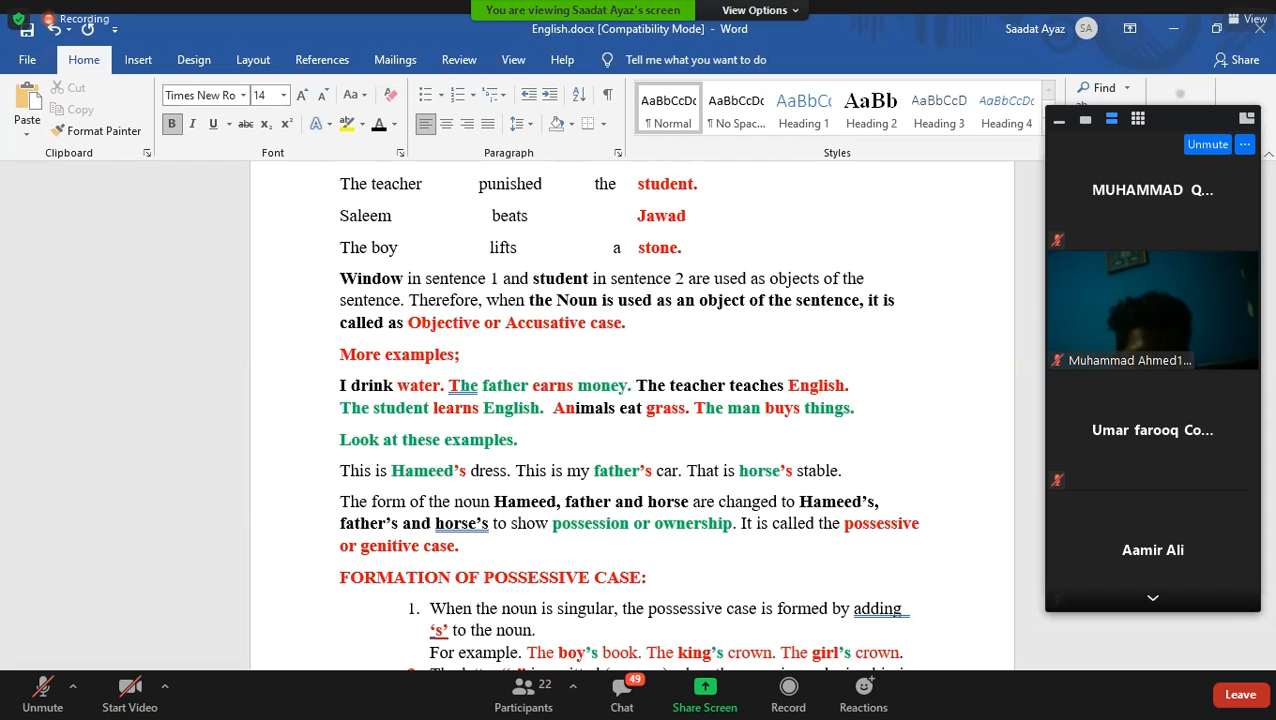 Recording
You are viewing Saadat Ayaz's screen
View Options
View
English.docx [Compatibility Mode] - Word
Saadat Ayaz
SA
File Home Insert Design Layout References Mailings Review View Help Tell me what you want to do Share
Paste
Cut
Copy
Format Painter
Clipboard
Times New Ro 14
Font
Paragraph
AaBbCcDc AaBbCcDc AaBbCc AaBb AaBbCcDc AaBbCcDc
¶ Normal ¶ No Spac... Heading 1 Heading 2 Heading 3 Heading 4
Styles
Find
The teacher punished the student.
Saleem beats Jawad
The boy lifts a stone.
Window in sentence 1 and student in sentence 2 are used as objects of the
sentence. Therefore, when the Noun is used as an object of the sentence, it is
called as Objective or Accusative case.
More examples;
I drink water. The father earns money. The teacher teaches English.
The student learns English. Animals eat grass. The man buys things.
Look at these examples.
This is Hameed’s dress. This is my father’s car. That is horse’s stable.
The form of the noun Hameed, father and horse are changed to Hameed’s,
father’s and horse’s to show possession or ownership. It is called the possessive
or genitive case.
FORMATION OF POSSESSIVE CASE:
1. When the noun is singular, the possessive case is formed by adding
‘s’ to the noun.
For example. The boy’s book. The king’s crown. The girl’s crown.
Unmute ...
MUHAMMAD Q...
Muhammad Ahmed1...
Umar farooq Co...
Aamir Ali
Unmute
Start Video
22
Participants
49
Chat
Share Screen
Record
Reactions
Leave